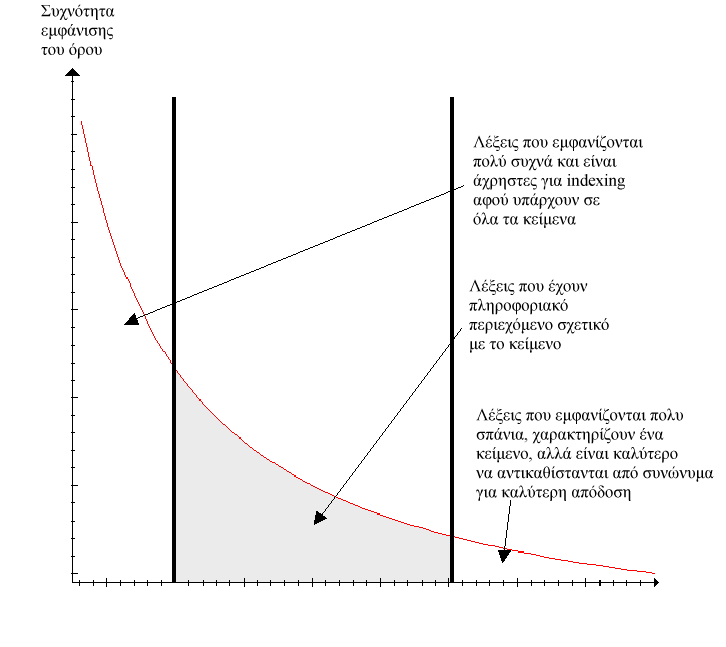 Συχνότητα
εμφάνισης
του όρου
Λέξεις που εμφανίζονται
πολύ συχνά και είναι
άχρηστες για indexing
αφού υπάρχουν σε
όλα τα κείμενα
Λέξεις που έχουν
πληροφοριακό
περιεχόμενο σχετικό
με το κείμενο
Λέξεις που εμφανίζονται πολυ
σπάνια, χαρακτηρίζουν ένα
κείμενο, αλλά είναι καλύτερο
να αντικαθίστανται από συνώνυμα
για καλύτερη απόδοση